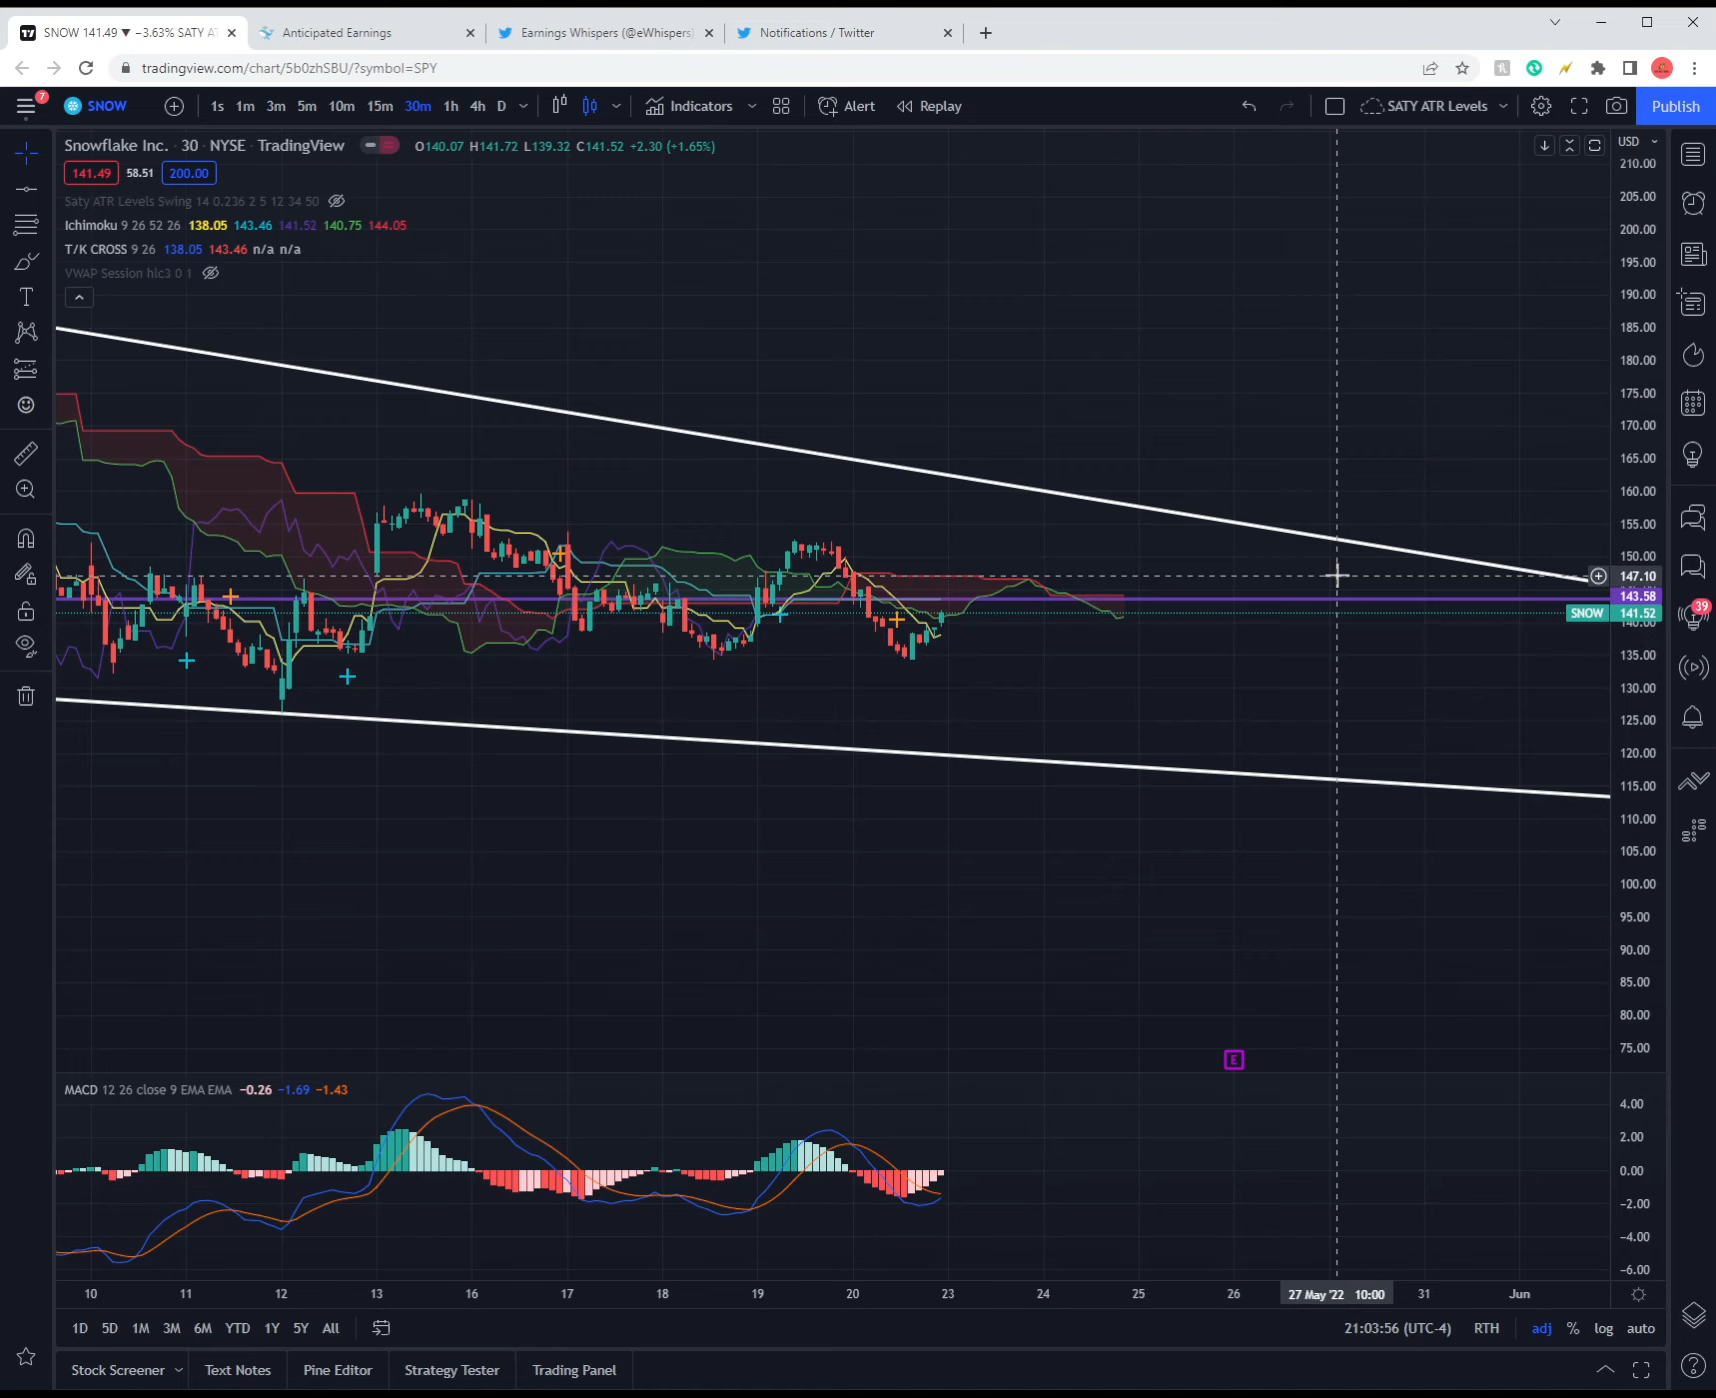 SNOW 141.49 ▼ −3.63% SATY AT
Anticipated Earnings
Earnings Whispers (@eWhispers)
Notifications / Twitter
tradingview.com/chart/5b0zhSBU/?symbol=SPY
7
SNOW 1s 1m 3m 5m 10m 15m 30m 1h 4h D Indicators Alert Replay SATY ATR Levels Publish
Snowflake Inc. · 30 · NYSE · TradingView O140.07 H141.72 L139.32 C141.52 +2.30 (+1.65%)
141.49 58.51 200.00
Saty ATR Levels Swing 14 0.236 2 5 12 34 50
Ichimoku 9 26 52 26 138.05 143.46 141.52 140.75 144.05
T/K CROSS 9 26 138.05 143.46 n/a n/a
VWAP Session hlc3 0 1
USD
210.00
205.00
200.00
195.00
190.00
185.00
180.00
175.00
170.00
165.00
160.00
155.00
150.00
147.10
143.58
SNOW 141.52
140.00
135.00
130.00
125.00
120.00
115.00
110.00
105.00
100.00
95.00
90.00
85.00
80.00
75.00
39
E
MACD 12 26 close 9 EMA EMA −0.26 −1.69 −1.43
4.00
2.00
0.00
−2.00
−4.00
−6.00
10 11 12 13 16 17 18 19 20 23 24 25 26 27 May '22 10:00 31 Jun
1D 5D 1M 3M 6M YTD 1Y 5Y All 21:03:56 (UTC-4) RTH adj % log auto
Stock Screener Text Notes Pine Editor Strategy Tester Trading Panel